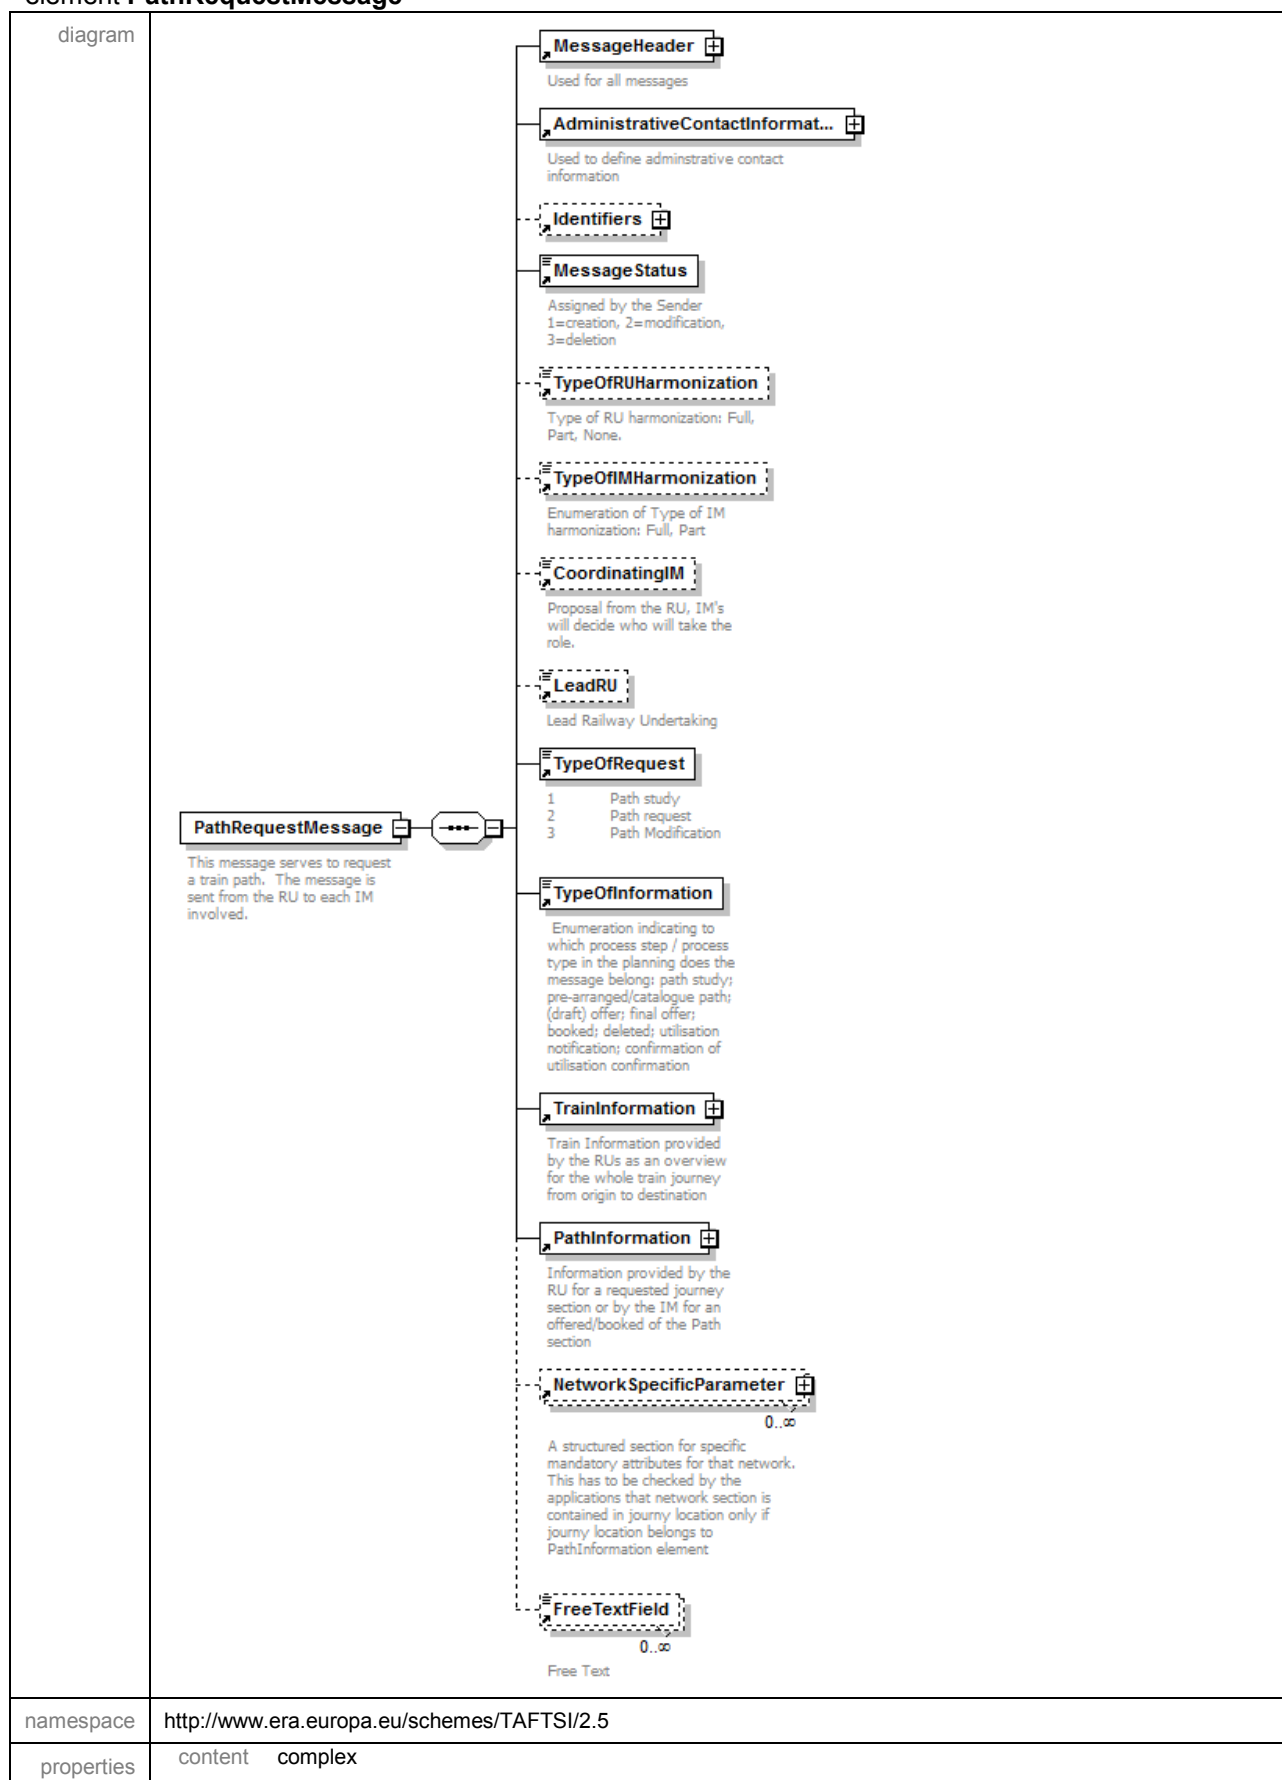 element PathRequestMessage
diagram
MessageHeader
Used for all messages
AdministrativeContactInformat...
Used to define adminstrative contact
information
Identifiers
MessageStatus
Assigned by the Sender
1=creation, 2=modification,
3=deletion
TypeOfRUHarmonization
Type of RU harmonization: Full,
Part, None.
TypeOfIMHarmonization
Enumeration of Type of IM
harmonization: Full, Part
CoordinatingIM
Proposal from the RU, IM's
will decide who will take the
role.
LeadRU
Lead Railway Undertaking
TypeOfRequest
1 Path study
2 Path request
3 Path Modification
PathRequestMessage
This message serves to request
a train path. The message is
sent from the RU to each IM
involved.
TypeOfInformation
Enumeration indicating to
which process step / process
type in the planning does the
message belong: path study;
pre-arranged/catalogue path;
(draft) offer; final offer;
booked; deleted; utilisation
notification; confirmation of
utilisation confirmation
TrainInformation
Train Information provided
by the RUs as an overview
for the whole train journey
from origin to destination
PathInformation
Information provided by the
RU for a requested journey
section or by the IM for an
offered/booked of the Path
section
NetworkSpecificParameter
0..∞
A structured section for specific
mandatory attributes for that network.
This has to be checked by the
applications that network section is
contained in journy location only if
journy location belongs to
PathInformation element
FreeTextField
0..∞
Free Text
namespace http://www.era.europa.eu/schemes/TAFTSI/2.5
properties content complex